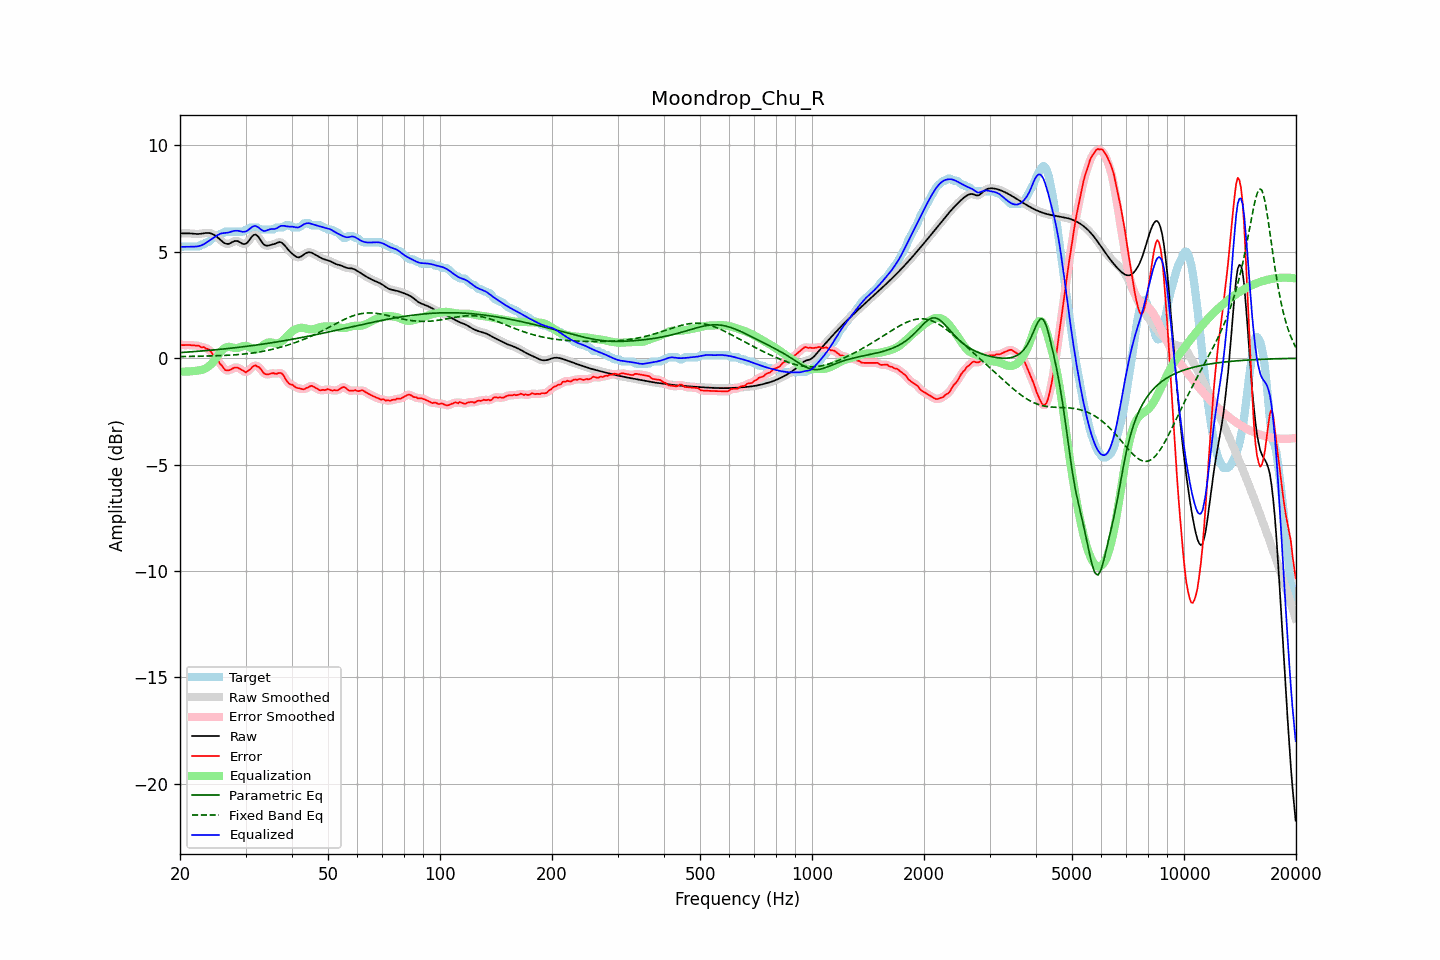 Moondrop_Chu_R
Amplitude (dBr)
10
5
0
−5
−10
−15
−20
Target
Raw Smoothed
Error Smoothed
Raw
Error
Equalization
Parametric Eq
Fixed Band Eq
Equalized
20 50 100 200 500 1000 2000 5000 10000 20000
Frequency (Hz)